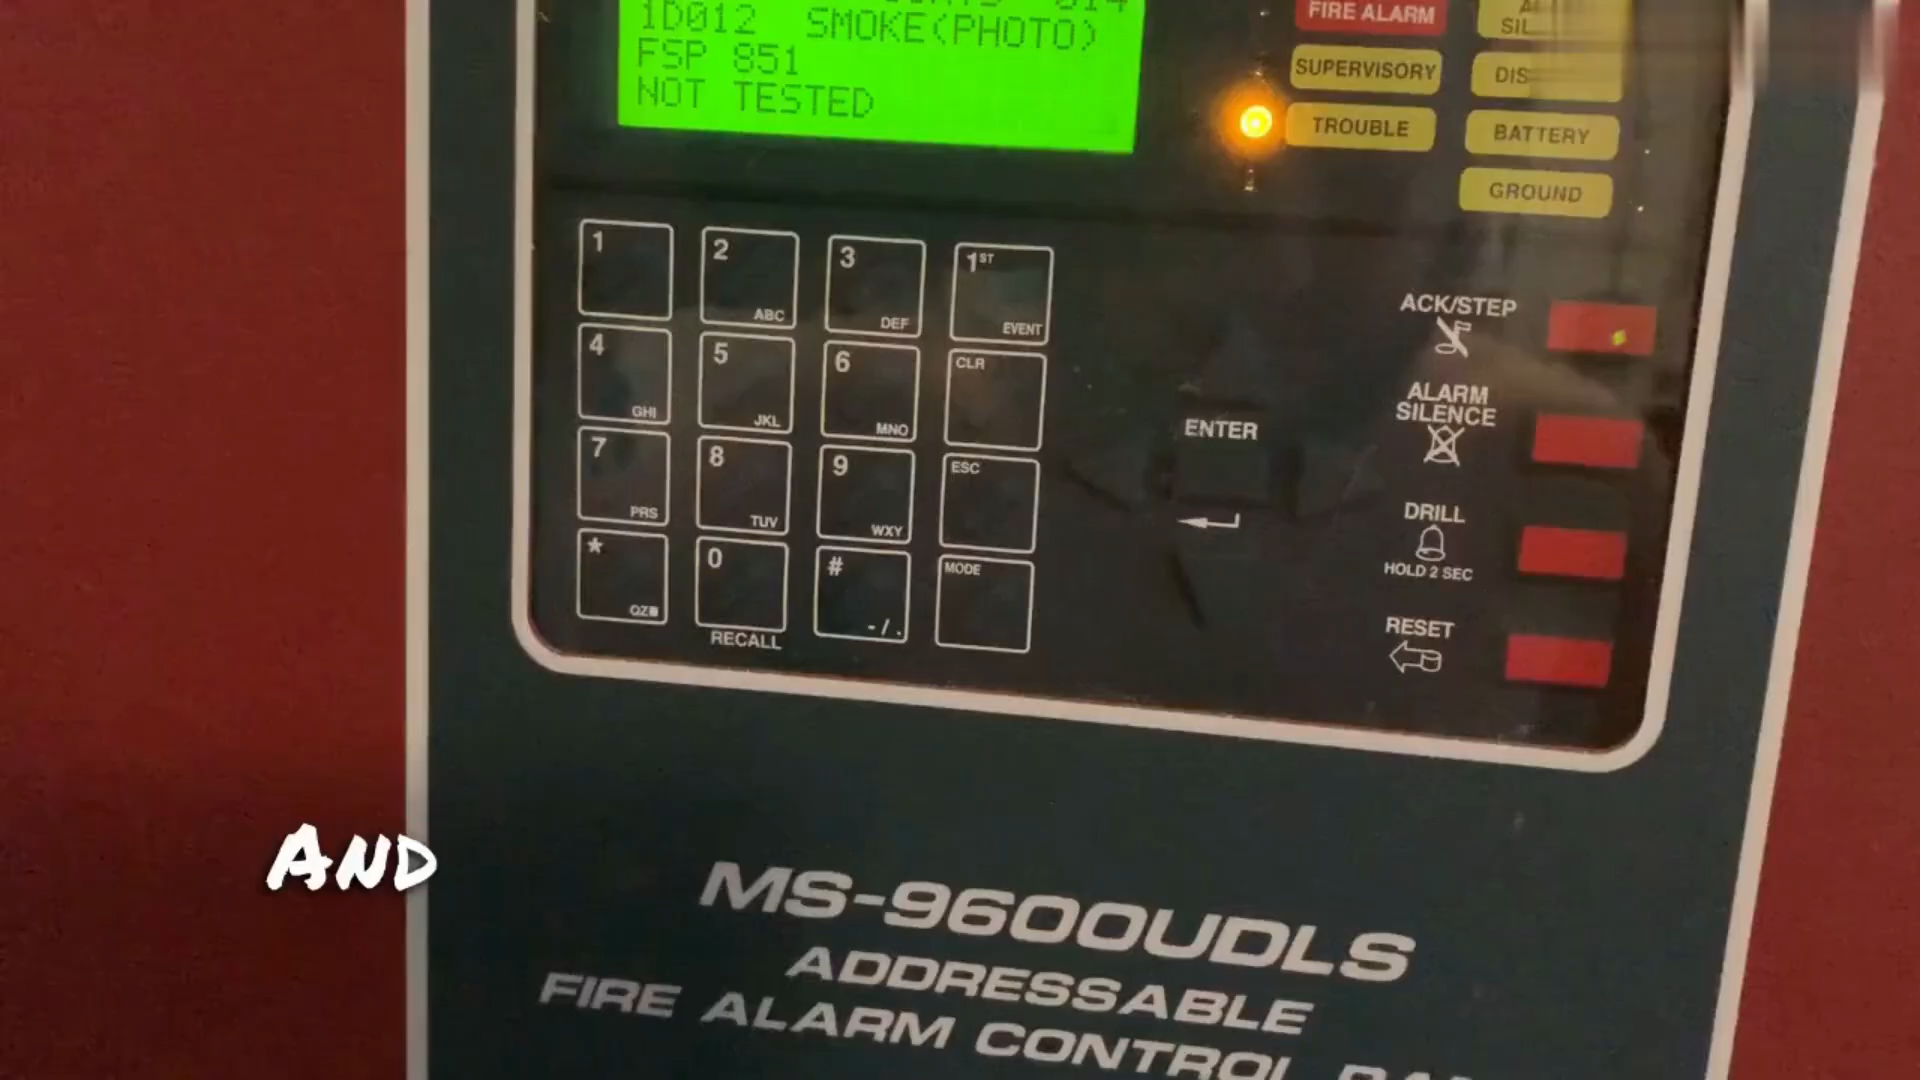 1D012 SMOKE(PHOTO)
FSP 851
NOT TESTED
FIRE ALARM
SUPERVISORY
TROUBLE
BATTERY
GROUND
1
2 ABC
3 DEF
1ST EVENT
4 GHI
5 JKL
6 MNO
CLR
7 PRS
8 TUV
9 WXY
ESC
* QZ
0
# - / .
MODE
RECALL
ENTER
ACK/STEP
ALARM
SILENCE
DRILL
HOLD 2 SEC
RESET
AND
MS-9600UDLS
ADDRESSABLE
FIRE ALARM CONTROL